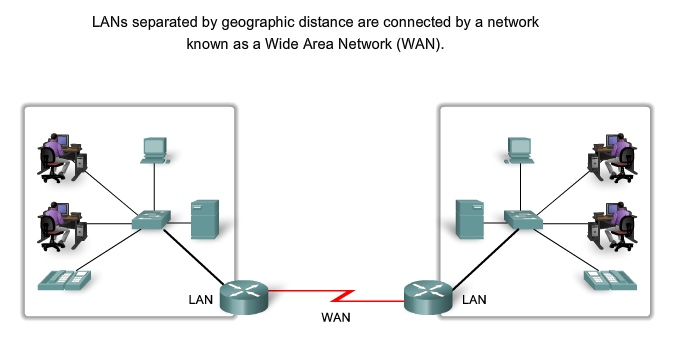 LANs separated by geographic distance are connected by a network
known as a Wide Area Network (WAN).
LAN
WAN
LAN